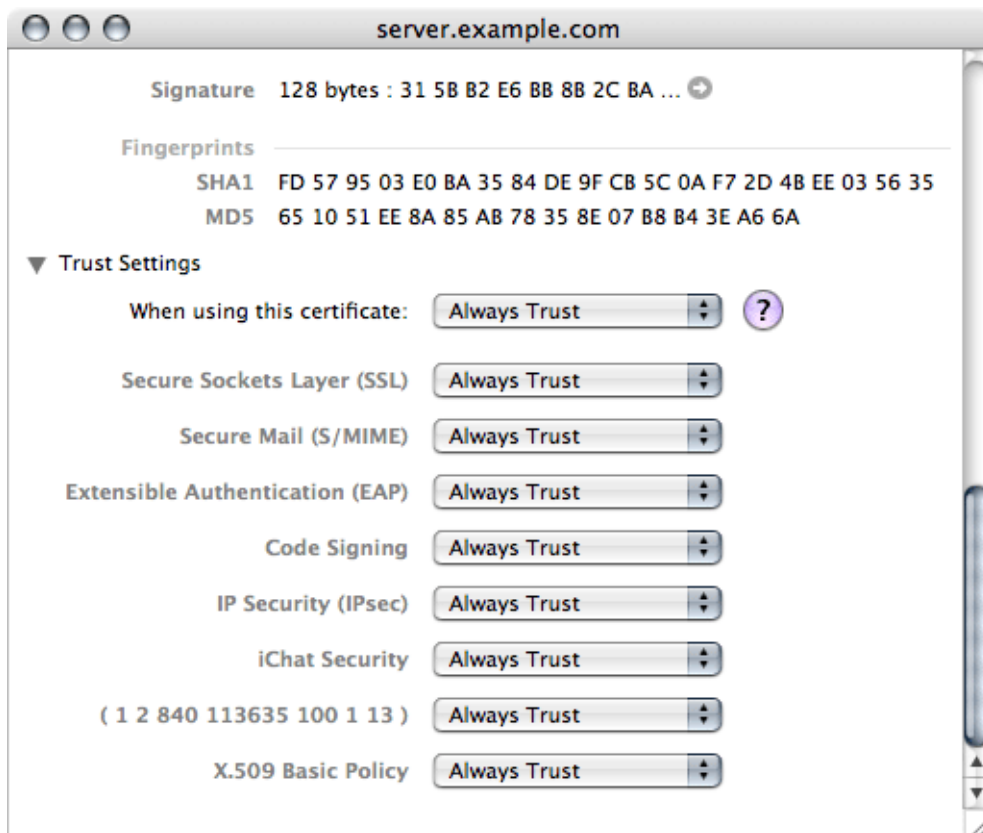 server.example.com
Signature 128 bytes : 31 5B B2 E6 BB 8B 2C BA ...
Fingerprints
SHA1 FD 57 95 03 E0 BA 35 84 DE 9F CB 5C 0A F7 2D 4B EE 03 56 35
MD5 65 10 51 EE 8A 85 AB 78 35 8E 07 B8 B4 3E A6 6A
Trust Settings
When using this certificate: Always Trust ?
Secure Sockets Layer (SSL) Always Trust
Secure Mail (S/MIME) Always Trust
Extensible Authentication (EAP) Always Trust
Code Signing Always Trust
IP Security (IPsec) Always Trust
iChat Security Always Trust
( 1 2 840 113635 100 1 13 ) Always Trust
X.509 Basic Policy Always Trust